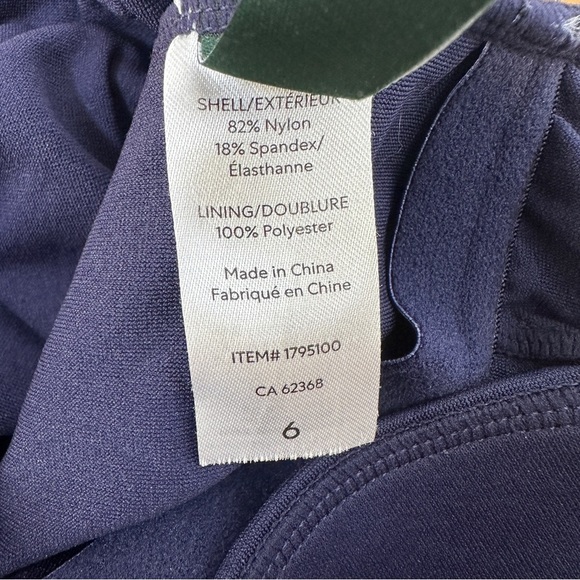 SHELL/EXTÉRIEUR
82% Nylon
18% Spandex/
Élasthanne
LINING/DOUBLURE
100% Polyester
Made in China
Fabriqué en Chine
ITEM# 1795100
CA 62368
6